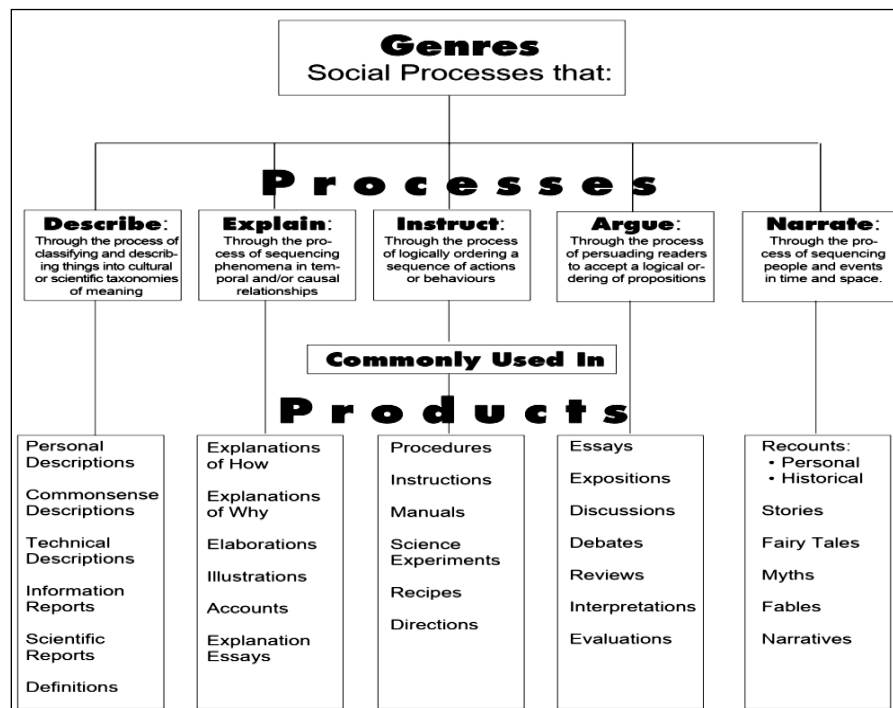 Genres
Social Processes that:
Processes
Describe:
Through the process of
classifying and describ-
ing things into cultural
or scientific taxonomies
of meaning
Explain:
Through the pro-
cess of sequencing
phenomena in tem-
poral and/or causal
relationships
Instruct:
Through the process
of logically ordering a
sequence of actions
or behaviours
Argue:
Through the process
of persuading readers
to accept a logical or-
dering of propositions
Narrate:
Through the pro-
cess of sequencing
people and events
in time and space.
Commonly Used In
Products
Personal
Descriptions
Commonsense
Descriptions
Technical
Descriptions
Information
Reports
Scientific
Reports
Definitions
Explanations
of How
Explanations
of Why
Elaborations
Illustrations
Accounts
Explanation
Essays
Procedures
Instructions
Manuals
Science
Experiments
Recipes
Directions
Essays
Expositions
Discussions
Debates
Reviews
Interpretations
Evaluations
Recounts:
• Personal
• Historical
Stories
Fairy Tales
Myths
Fables
Narratives